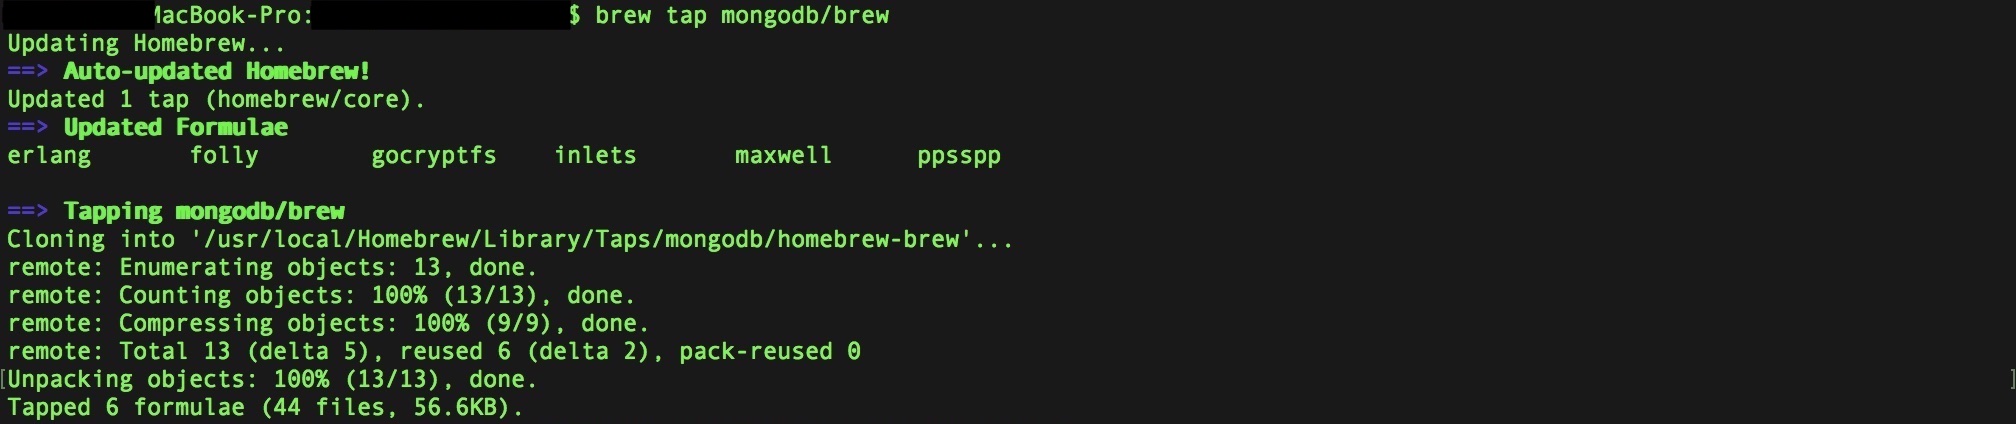 MacBook-Pro: $ brew tap mongodb/brew
Updating Homebrew...
==> Auto-updated Homebrew!
Updated 1 tap (homebrew/core).
==> Updated Formulae
erlang folly gocryptfs inlets maxwell ppsspp
==> Tapping mongodb/brew
Cloning into '/usr/local/Homebrew/Library/Taps/mongodb/homebrew-brew'...
remote: Enumerating objects: 13, done.
remote: Counting objects: 100% (13/13), done.
remote: Compressing objects: 100% (9/9), done.
remote: Total 13 (delta 5), reused 6 (delta 2), pack-reused 0
[Unpacking objects: 100% (13/13), done. ]
Tapped 6 formulae (44 files, 56.6KB).